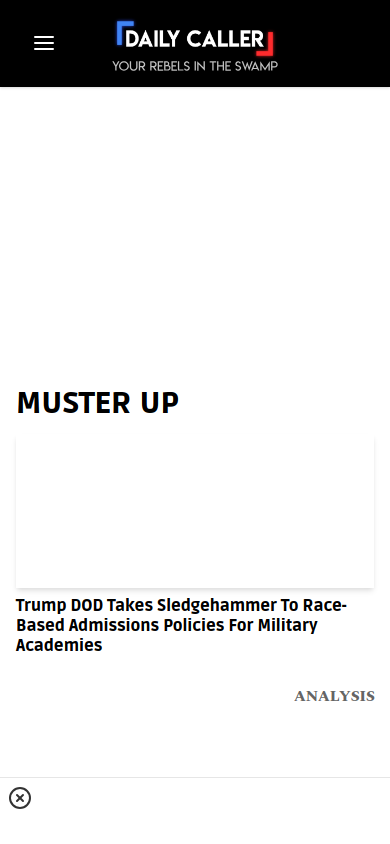 DAILY CALLER
YOUR REBELS IN THE SWAMP
MUSTER UP
Trump DOD Takes Sledgehammer To Race-
Based Admissions Policies For Military
Academies
ANALYSIS